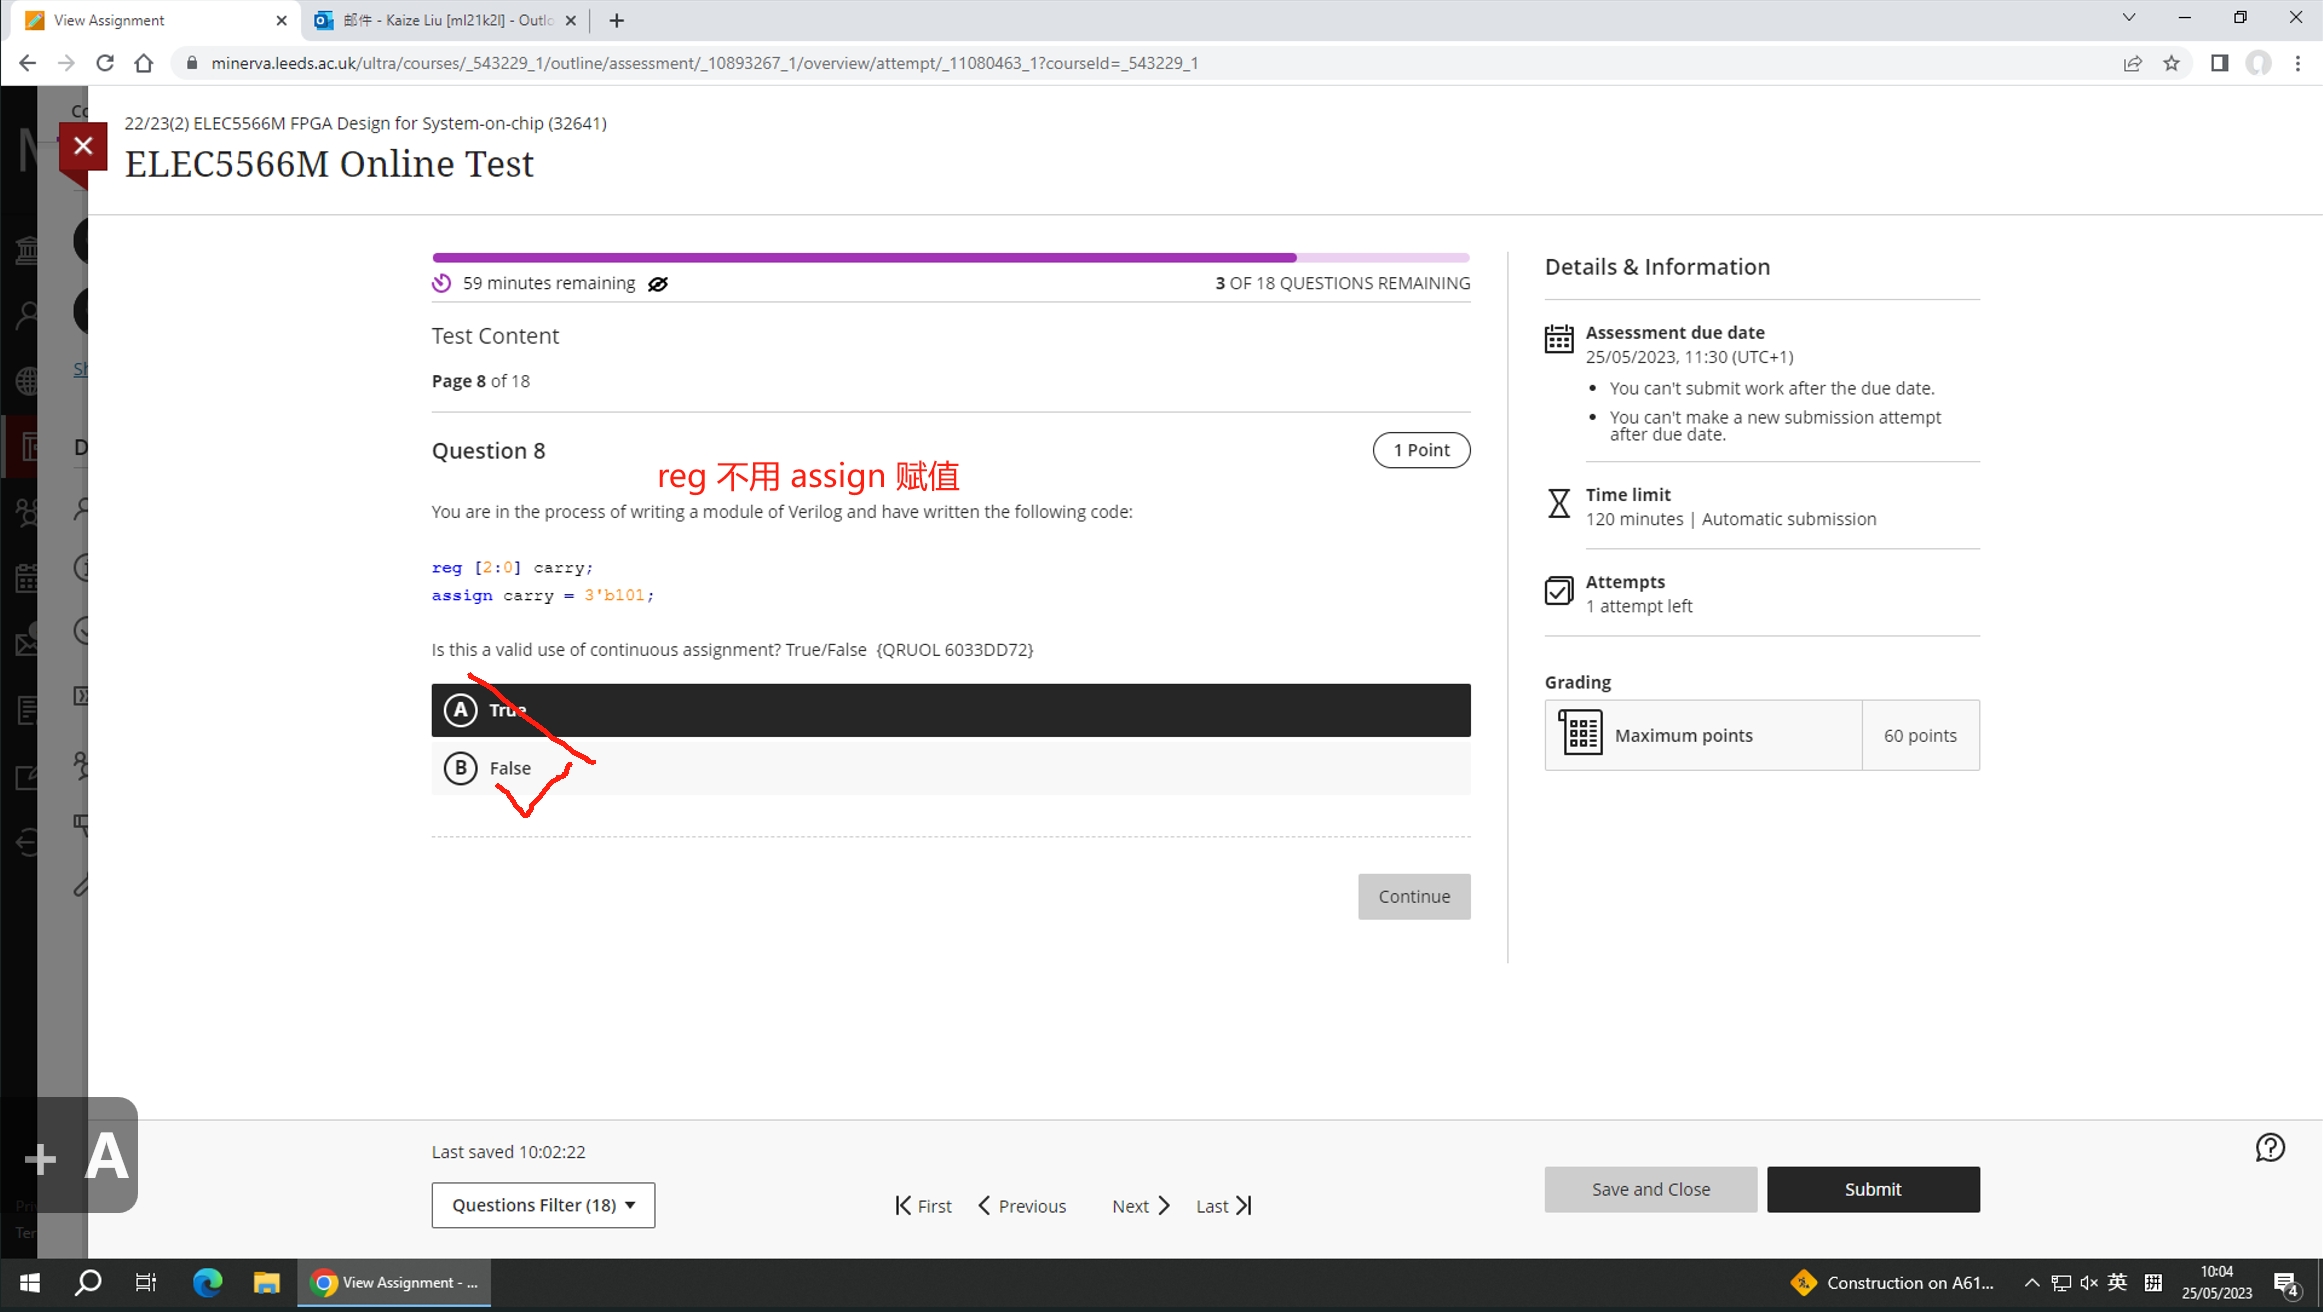 View Assignment
邮件 - Kaize Liu [ml21k2l] - Outlo
minerva.leeds.ac.uk/ultra/courses/_543229_1/outline/assessment/_10893267_1/overview/attempt/_11080463_1?courseId=_543229_1
22/23(2) ELEC5566M FPGA Design for System-on-chip (32641)
ELEC5566M Online Test
59 minutes remaining
3 OF 18 QUESTIONS REMAINING
Test Content
Page 8 of 18
Question 8
1 Point
reg 不用 assign 赋值
You are in the process of writing a module of Verilog and have written the following code:
reg [2:0] carry;
assign carry = 3'b101;
Is this a valid use of continuous assignment? True/False {QRUOL 6033DD72}
A True
B False
Continue
Details & Information
Assessment due date
25/05/2023, 11:30 (UTC+1)
• You can't submit work after the due date.
• You can't make a new submission attempt
after due date.
Time limit
120 minutes | Automatic submission
Attempts
1 attempt left
Grading
Maximum points
60 points
+ A
Last saved 10:02:22
Questions Filter (18)
First
Previous
Next
Last
Save and Close
Submit
View Assignment - ...
Construction on A61...
英
拼
10:04
25/05/2023
4